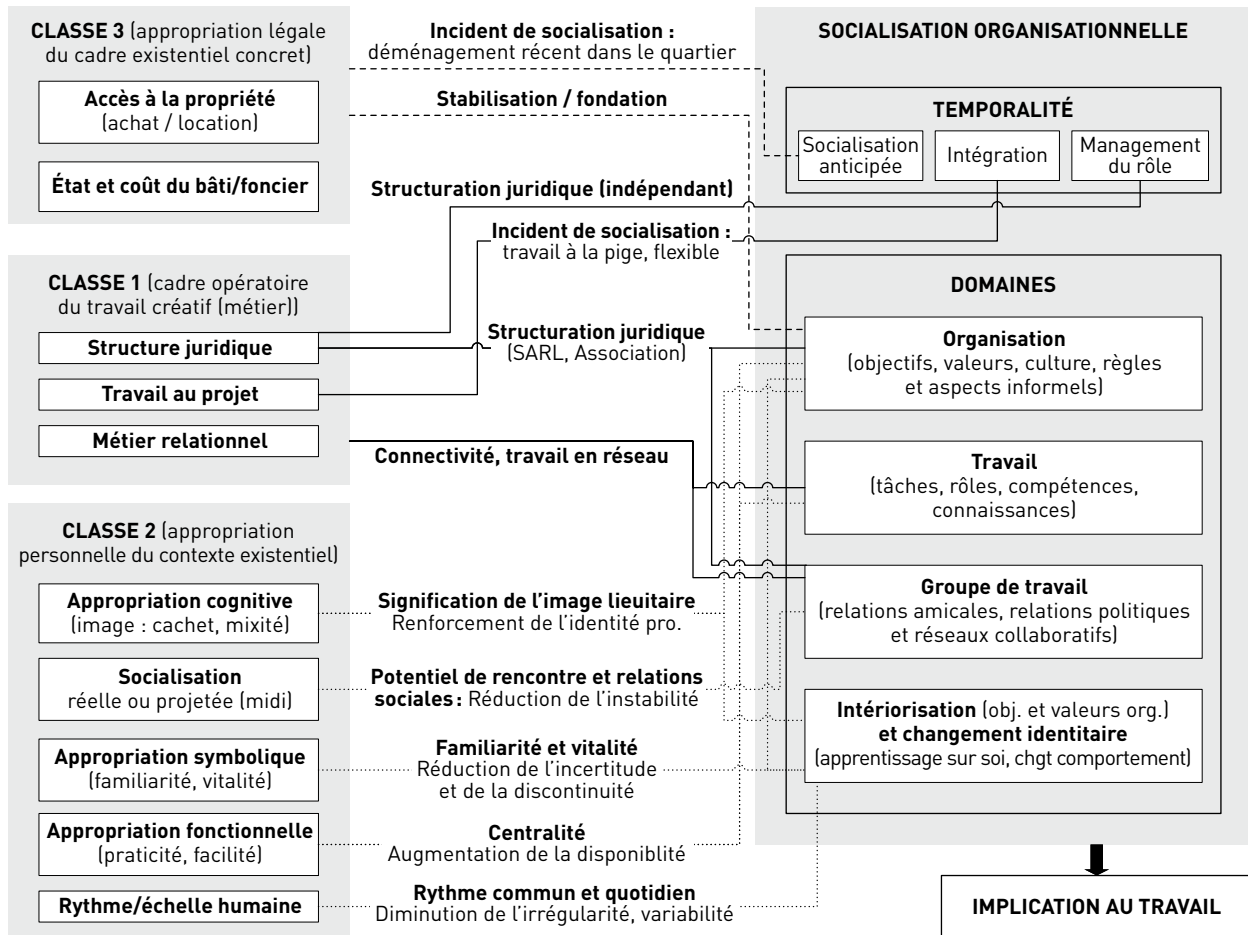 CLASSE 3 (appropriation légale
du cadre existentiel concret)
Accès à la propriété
(achat / location)
État et coût du bâti/foncier
CLASSE 1 (cadre opératoire
du travail créatif (métier))
Structure juridique
Travail au projet
Métier relationnel
CLASSE 2 (appropriation
personnelle du contexte existentiel)
Appropriation cognitive
(image : cachet, mixité)
Socialisation
réelle ou projetée (midi)
Appropriation symbolique
(familiarité, vitalité)
Appropriation fonctionnelle
(praticité, facilité)
Rythme/échelle humaine
Incident de socialisation :
déménagement récent dans le quartier
Stabilisation / fondation
Structuration juridique (indépendant)
Incident de socialisation :
travail à la pige, flexible
Structuration juridique
(SARL, Association)
Connectivité, travail en réseau
Signification de l'image lieuitaire
Renforcement de l'identité pro.
Potentiel de rencontre et relations
sociales : Réduction de l'instabilité
Familiarité et vitalité
Réduction de l'incertitude
et de la discontinuité
Centralité
Augmentation de la disponiblité
Rythme commun et quotidien
Diminution de l'irrégularité, variabilité
SOCIALISATION ORGANISATIONNELLE
TEMPORALITÉ
Socialisation
anticipée
Intégration
Management
du rôle
DOMAINES
Organisation
(objectifs, valeurs, culture, règles
et aspects informels)
Travail
(tâches, rôles, compétences,
connaissances)
Groupe de travail
(relations amicales, relations politiques
et réseaux collaboratifs)
Intériorisation (obj. et valeurs org.)
et changement identitaire
(apprentissage sur soi, chgt comportement)
IMPLICATION AU TRAVAIL